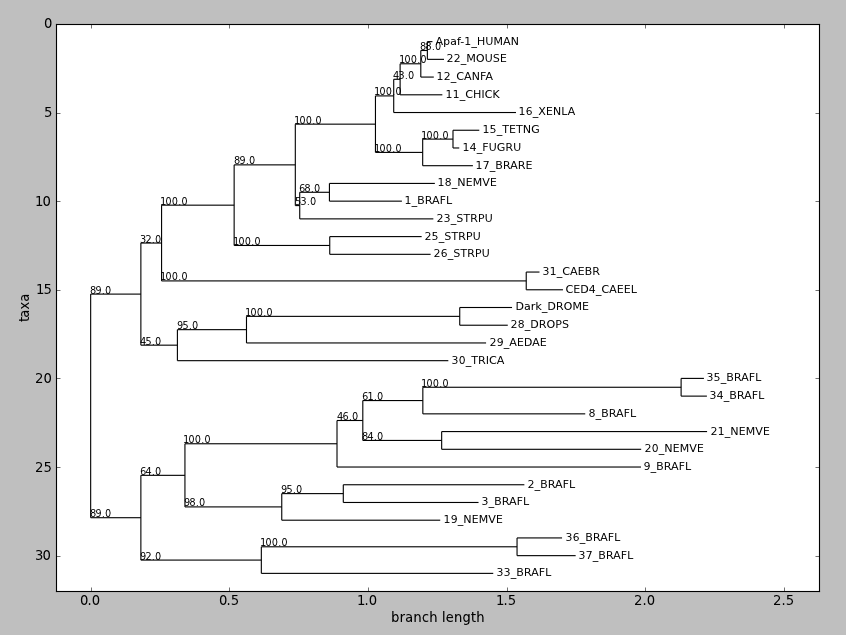 0
Apaf-1_HUMAN
88.0
100.0
22_MOUSE
43.0
12_CANFA
100.0
11_CHICK
5
100.0
16_XENLA
100.0
15_TETNG
100.0
14_FUGRU
89.0
17_BRARE
68.0
18_NEMVE
10
100.0
53.0
1_BRAFL
23_STRPU
32.0
100.0
25_STRPU
26_STRPU
100.0
31_CAEBR
15
89.0
CED4_CAEEL
taxa
100.0
Dark_DROME
95.0
28_DROPS
45.0
29_AEDAE
30_TRICA
20
100.0
35_BRAFL
61.0
34_BRAFL
46.0
8_BRAFL
100.0
84.0
21_NEMVE
20_NEMVE
25
64.0
9_BRAFL
95.0
2_BRAFL
98.0
3_BRAFL
89.0
19_NEMVE
100.0
36_BRAFL
30
92.0
37_BRAFL
33_BRAFL
0.0 0.5 1.0 1.5 2.0 2.5
branch length